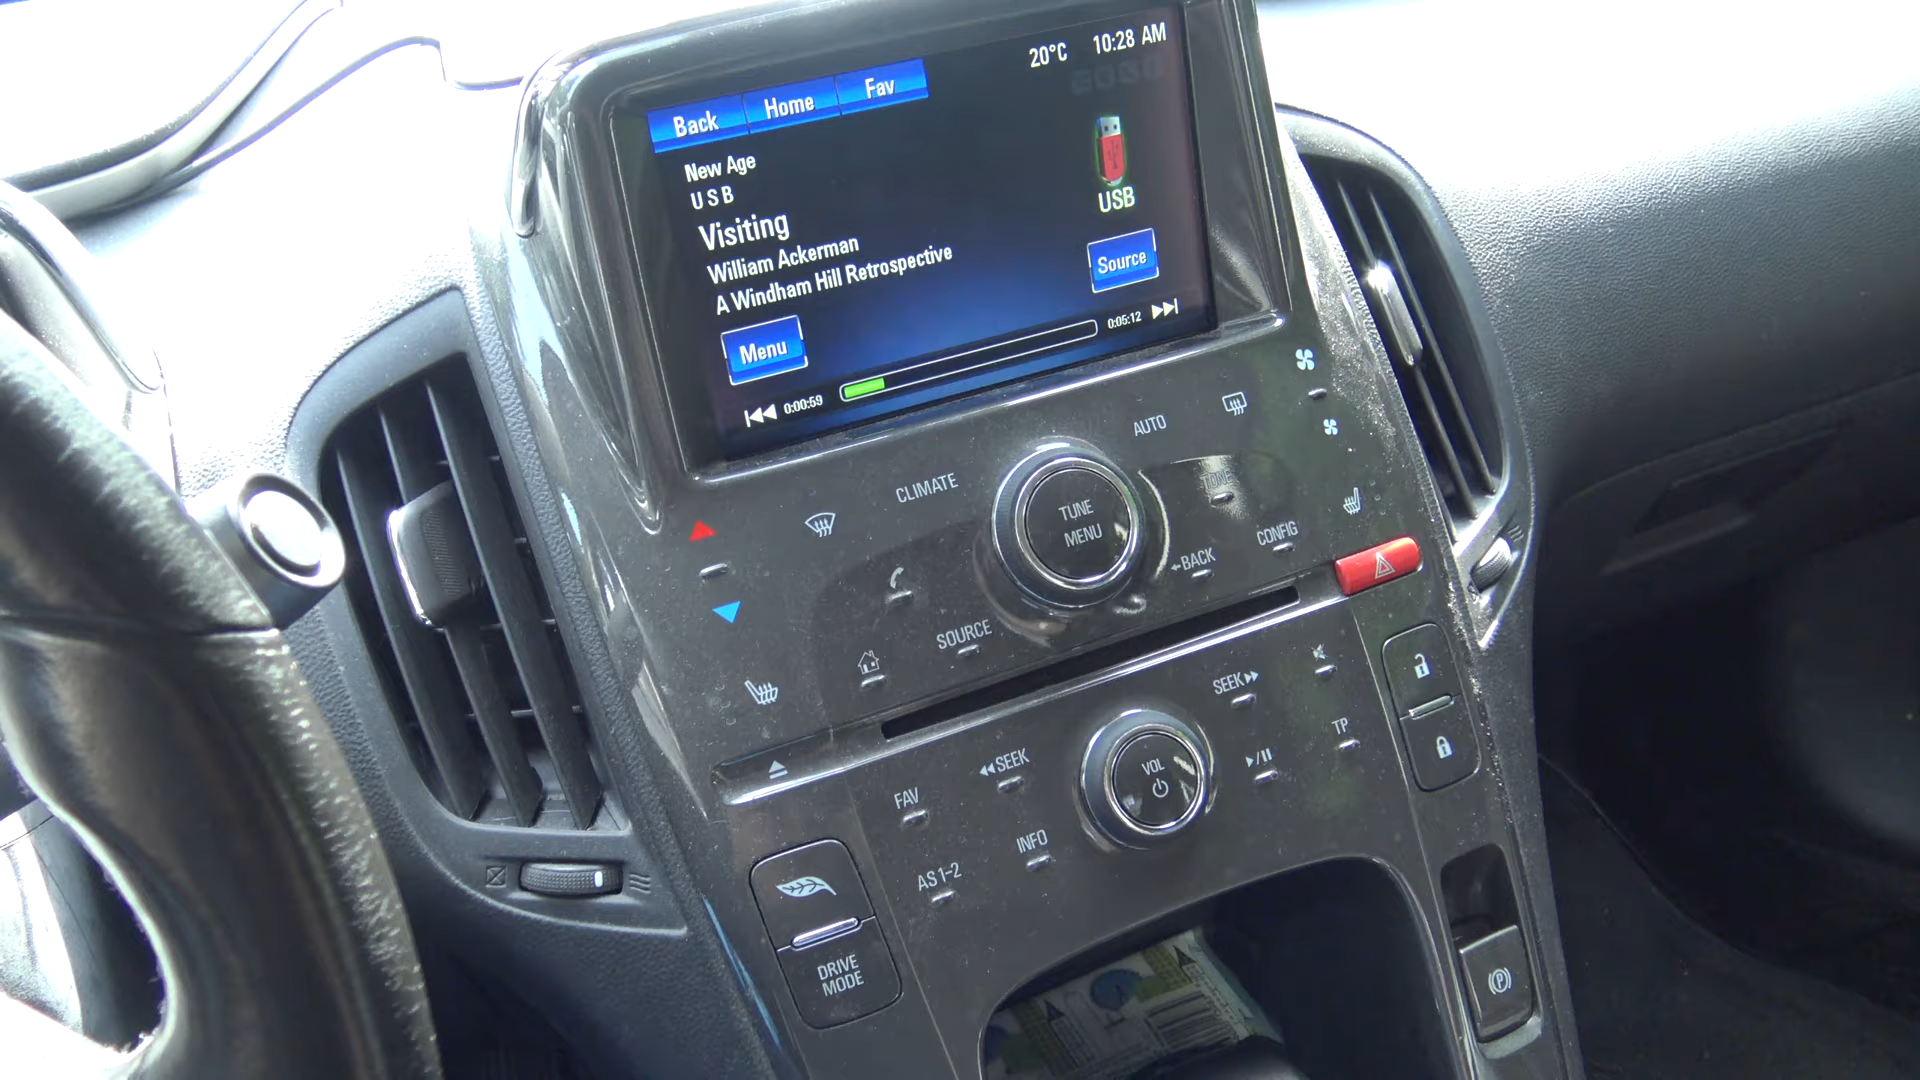 20°C 10:28 AM
Back Home Fav
New Age
USB
Visiting
William Ackerman
A Windham Hill Retrospective
USB
Source
Menu
0:00:59
0:05:12
AUTO
CLIMATE
TUNE
MENU
TONE
CONFIG
BACK
SOURCE
SEEK
SEEK
TP
FAV
VOL
INFO
AS 1-2
DRIVE
MODE
P